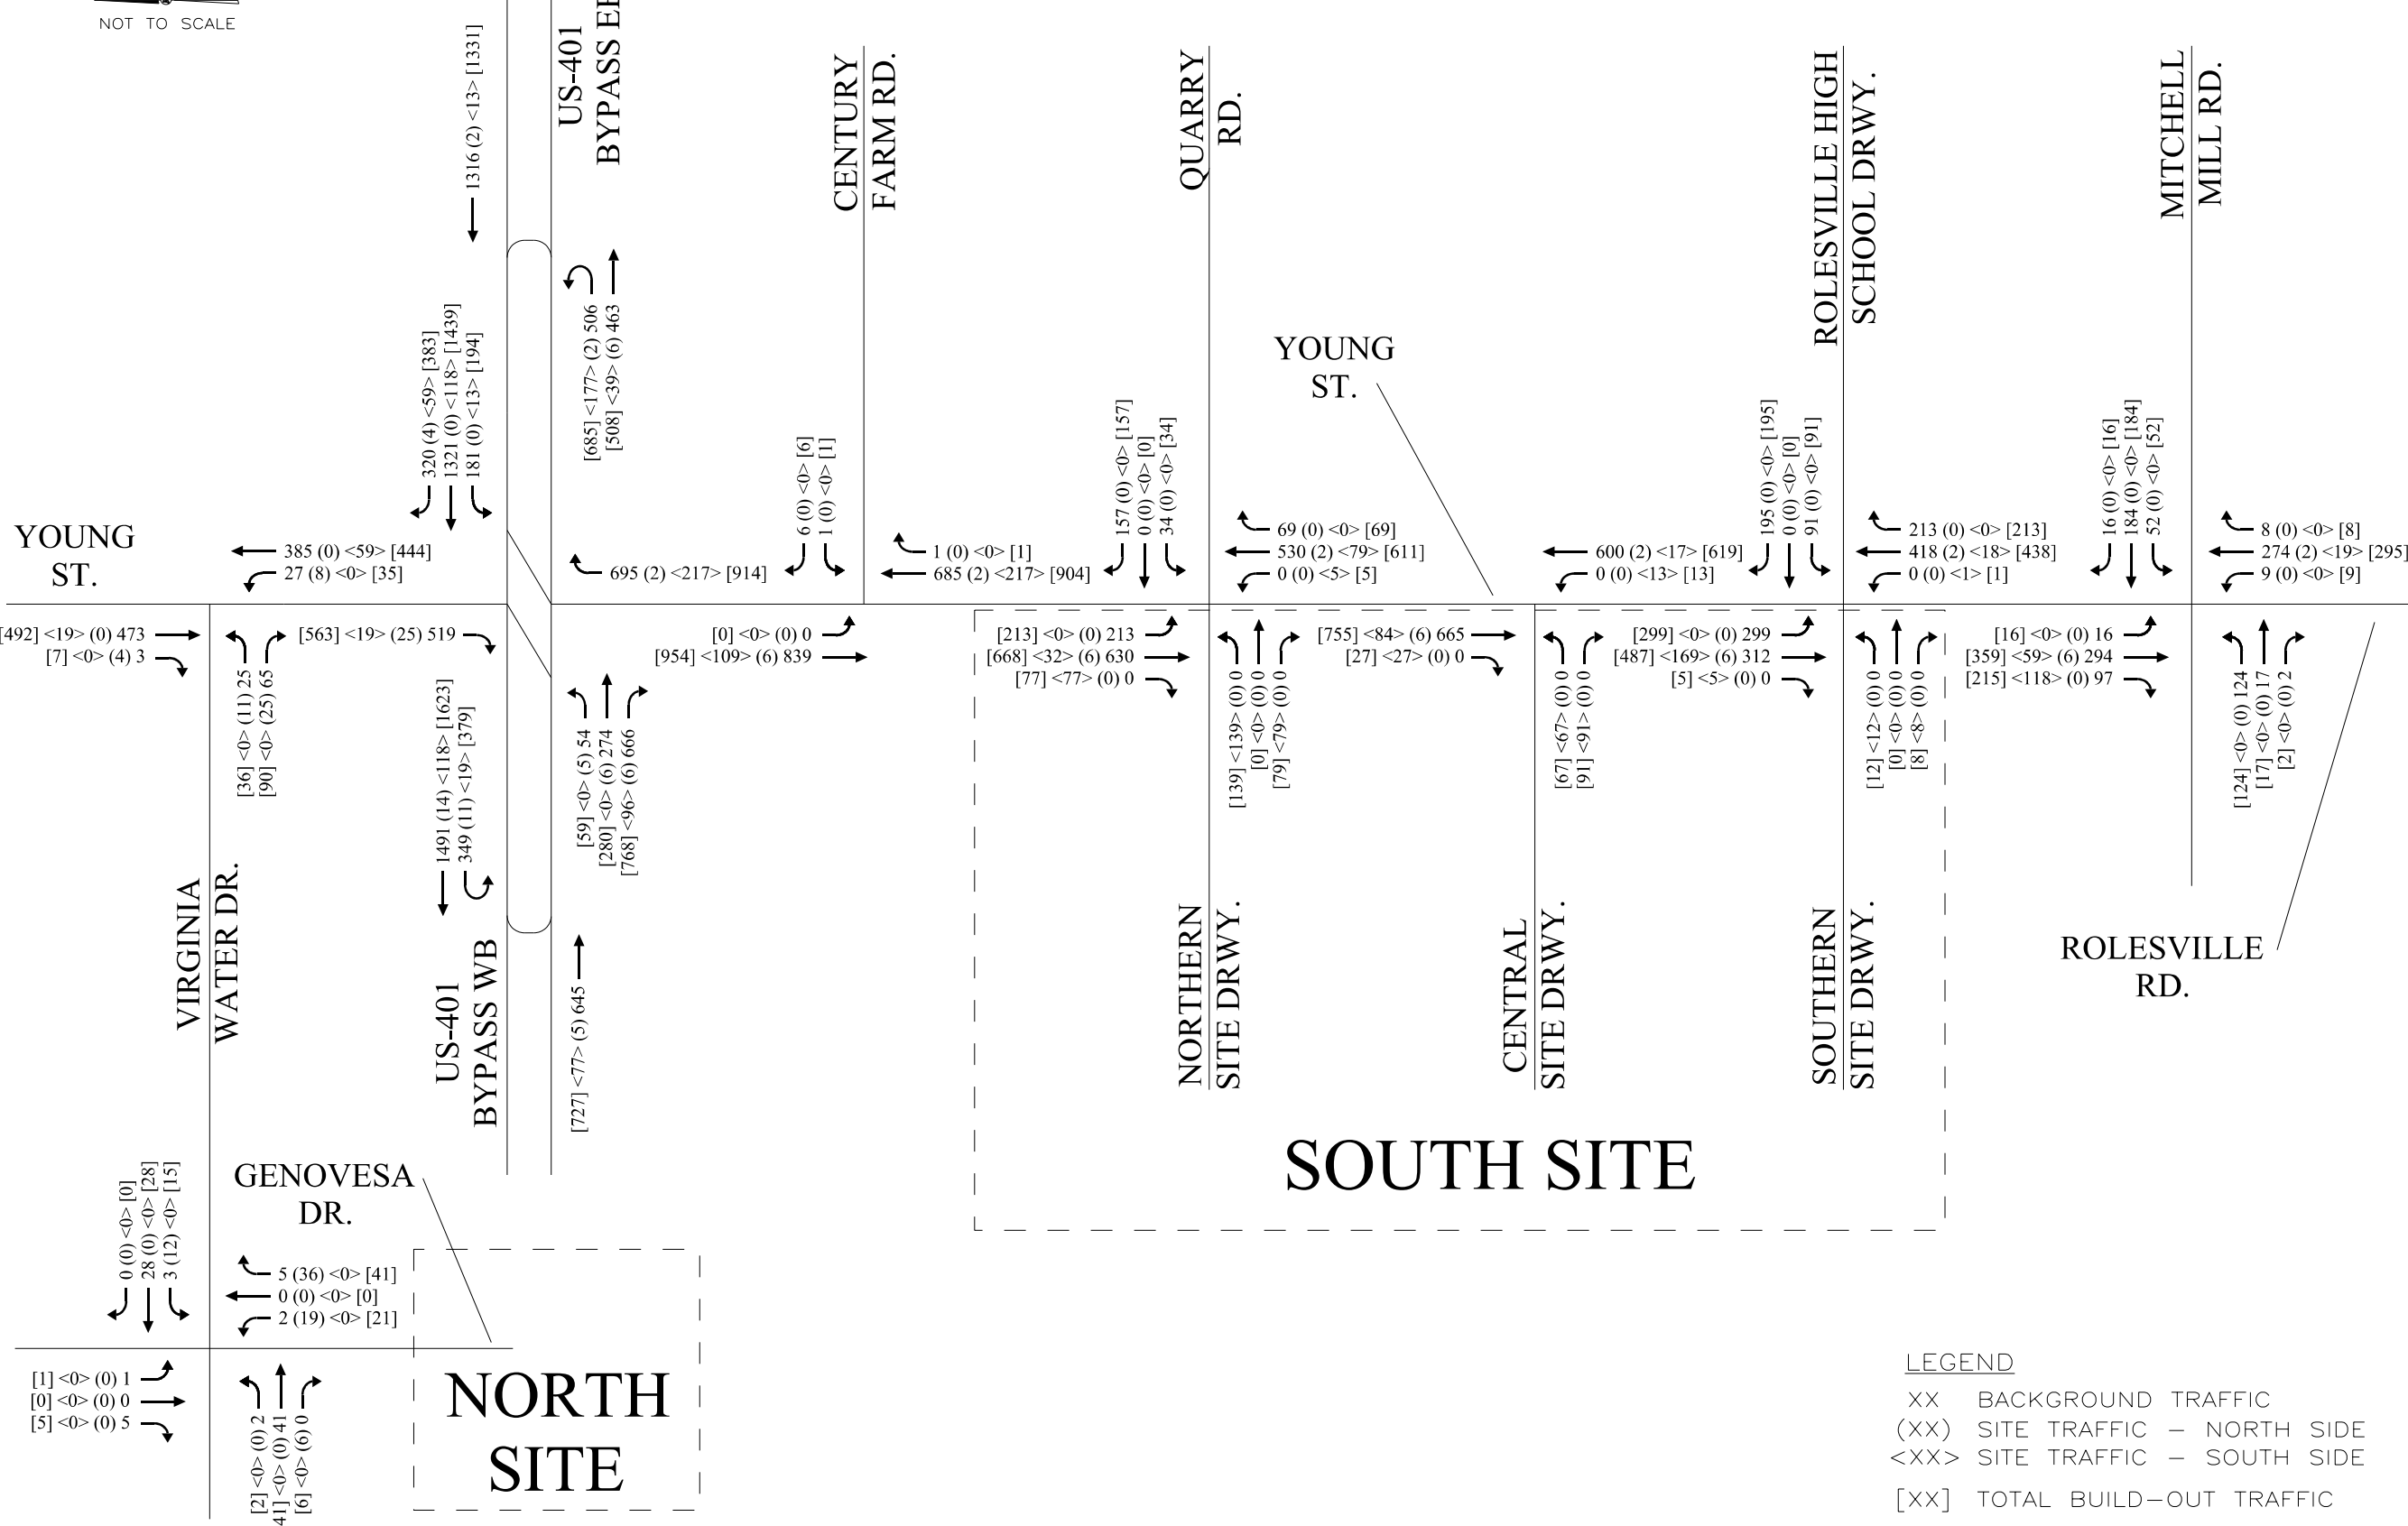 NOT TO SCALE
1316 (2) <13> [1331]
US-401
CENTURY
FARM RD.
QUARRY
RD.
ROLESVILLE HIGH
SCHOOL DRWY.
MITCHELL
MILL RD.
320 (4) <59> [383]
1321 (0) <118> [1439]
181 (0) <13> [194]
[685] <177> (2) 506
[508] <39> (6) 463
YOUNG
ST.
6 (0) <0> [6]
1 (0) <0> [1]
157 (0) <0> [157]
0 (0) <0> [0]
34 (0) <0> [34]
195 (0) <0> [195]
0 (0) <0> [0]
91 (0) <0> [91]
16 (0) <0> [16]
184 (0) <0> [184]
52 (0) <0> [52]
YOUNG
ST.
385 (0) <59> [444]
27 (8) <0> [35]
695 (2) <217> [914]
1 (0) <0> [1]
685 (2) <217> [904]
69 (0) <0> [69]
530 (2) <79> [611]
0 (0) <5> [5]
600 (2) <17> [619]
0 (0) <13> [13]
213 (0) <0> [213]
418 (2) <18> [438]
0 (0) <1> [1]
8 (0) <0> [8]
274 (2) <19> [295]
9 (0) <0> [9]
[492] <19> (0) 473
[7] <0> (4) 3
[36] <0> (11) 25
[90] <0> (25) 65
[563] <19> (25) 519
[0] <0> (0) 0
[954] <109> (6) 839
[213] <0> (0) 213
[668] <32> (6) 630
[77] <77> (0) 0
[139] <139> (0) 0
[0] <0> (0) 0
[79] <79> (0) 0
[755] <84> (6) 665
[27] <27> (0) 0
[67] <67> (0) 0
[91] <91> (0) 0
[299] <0> (0) 299
[487] <169> (6) 312
[5] <5> (0) 0
[12] <12> (0) 0
[0] <0> (0) 0
[8] <8> (0) 0
[16] <0> (0) 16
[359] <59> (6) 294
[215] <118> (0) 97
[124] <0> (0) 124
[17] <0> (0) 17
[2] <0> (0) 2
1491 (14) <118> [1623]
349 (11) <19> [379]
[59] <0> (5) 54
[280] <0> (6) 274
[768] <96> (6) 666
VIRGINIA
WATER DR.
US-401
BYPASS WB
[727] <77> (5) 645
NORTHERN
SITE DRWY.
CENTRAL
SITE DRWY.
SOUTHERN
SITE DRWY.
ROLESVILLE
RD.
SOUTH SITE
GENOVESA
DR.
0 (0) <0> [0]
28 (0) <0> [28]
3 (12) <0> [15]
5 (36) <0> [41]
0 (0) <0> [0]
2 (19) <0> [21]
[1] <0> (0) 1
[0] <0> (0) 0
[5] <0> (0) 5
[2] <0> (0) 2
41] <0> (0) 41
[6] <0> (6) 0
NORTH
SITE
LEGEND
XX BACKGROUND TRAFFIC
(XX) SITE TRAFFIC - NORTH SIDE
<XX> SITE TRAFFIC - SOUTH SIDE
[XX] TOTAL BUILD-OUT TRAFFIC
BYPASS